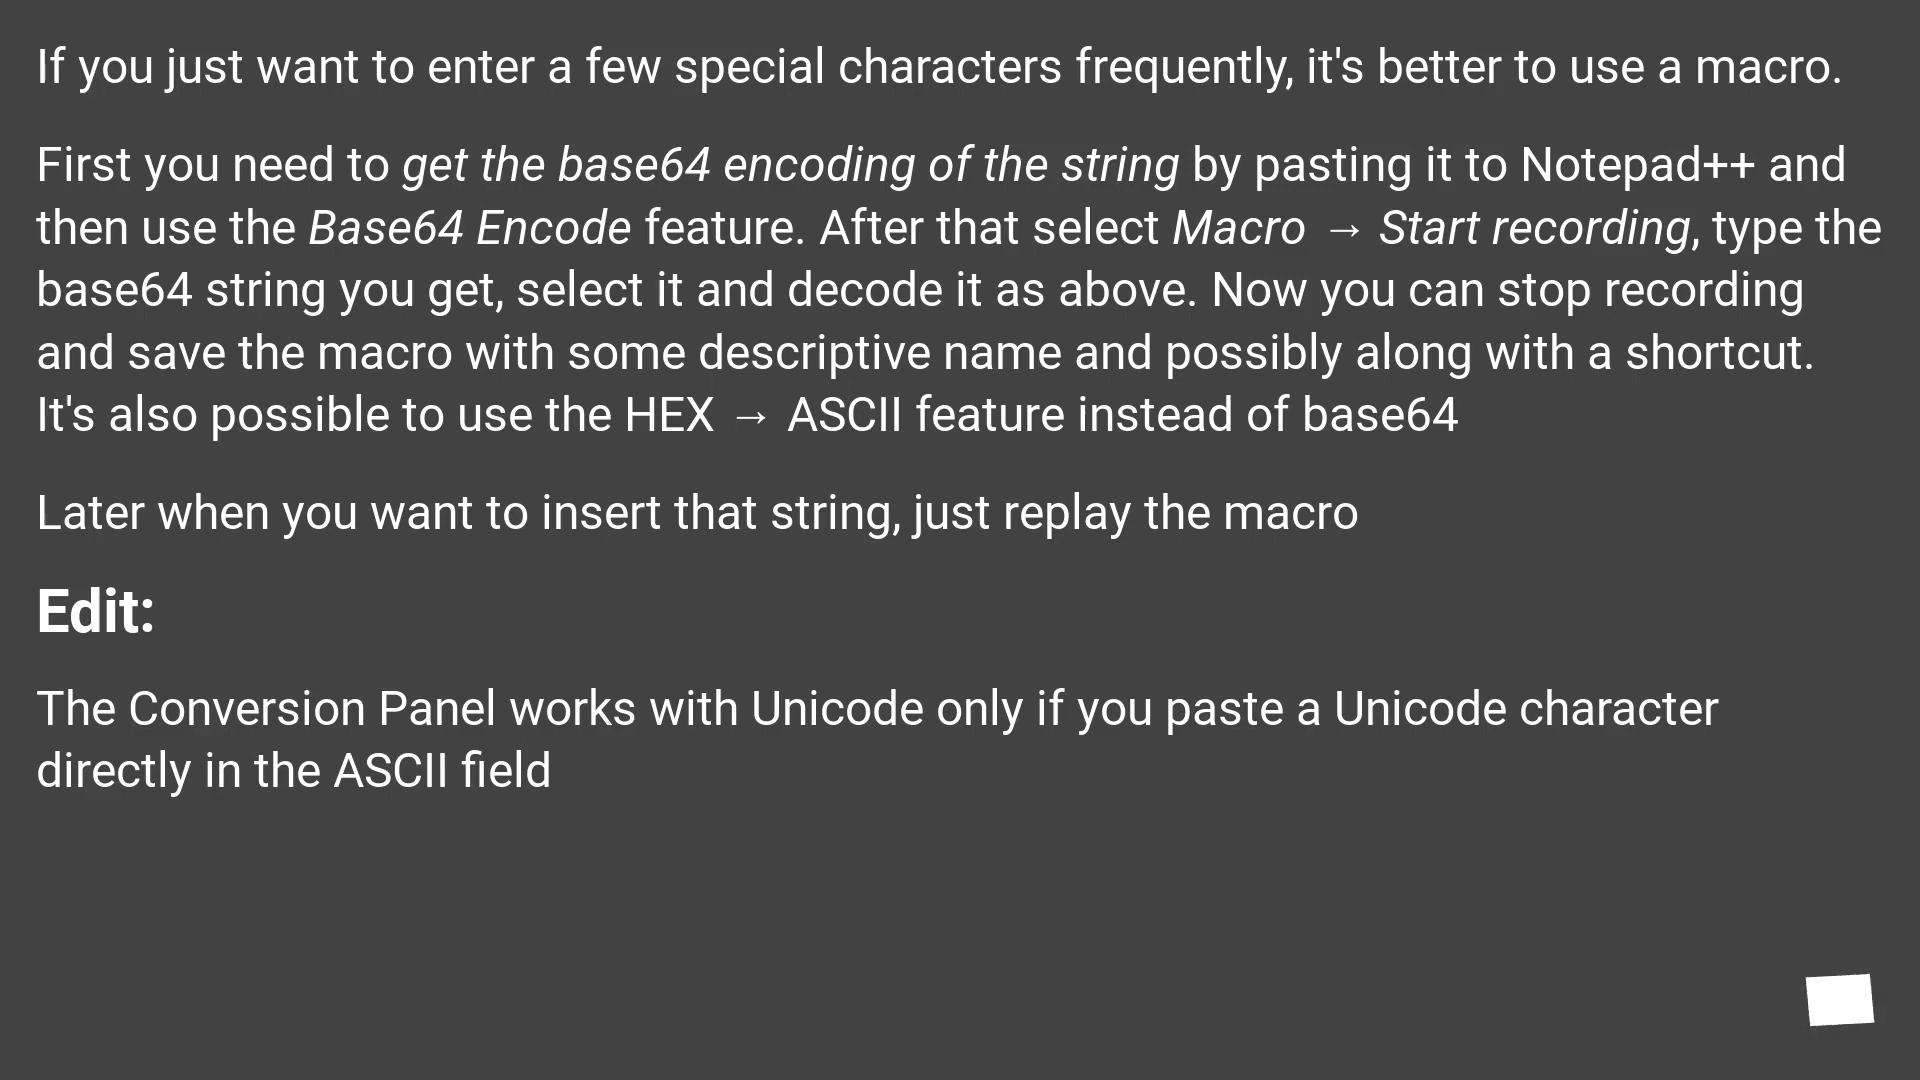 If you just want to enter a few special characters frequently, it's better to use a macro.
First you need to get the base64 encoding of the string by pasting it to Notepad++ and
then use the Base64 Encode feature. After that select Macro → Start recording, type the
base64 string you get, select it and decode it as above. Now you can stop recording
and save the macro with some descriptive name and possibly along with a shortcut.
It's also possible to use the HEX → ASCII feature instead of base64
Later when you want to insert that string, just replay the macro
Edit:
The Conversion Panel works with Unicode only if you paste a Unicode character
directly in the ASCII field